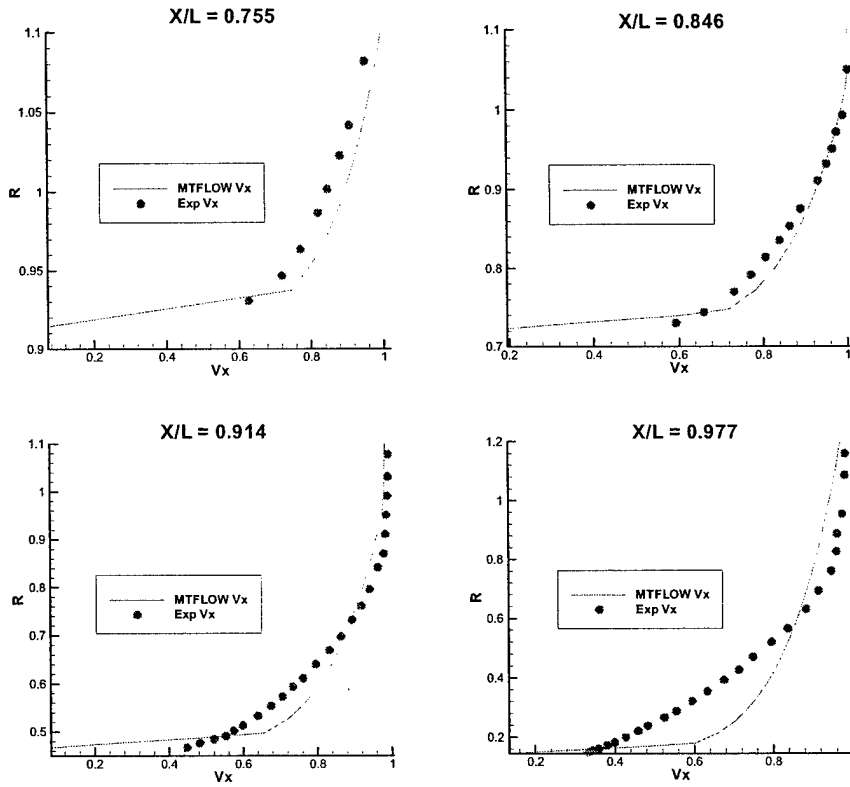 X/L = 0.755
1.1
1.05
1
0.95
0.9
R
MTFLOW Vx
Exp Vx
0.2
0.4
0.6
0.8
1
Vx
X/L = 0.846
1.1
1
0.9
0.8
0.7
R
MTFLOW Vx
Exp Vx
0.2
0.4
0.6
0.8
1
Vx
X/L = 0.914
1.1
1
0.9
0.8
0.7
0.6
0.5
R
MTFLOW Vx
Exp Vx
0.2
0.4
0.6
0.8
1
Vx
X/L = 0.977
1.2
1
0.8
0.6
0.4
0.2
R
MTFLOW Vx
Exp Vx
0.2
0.4
0.6
0.8
1
Vx